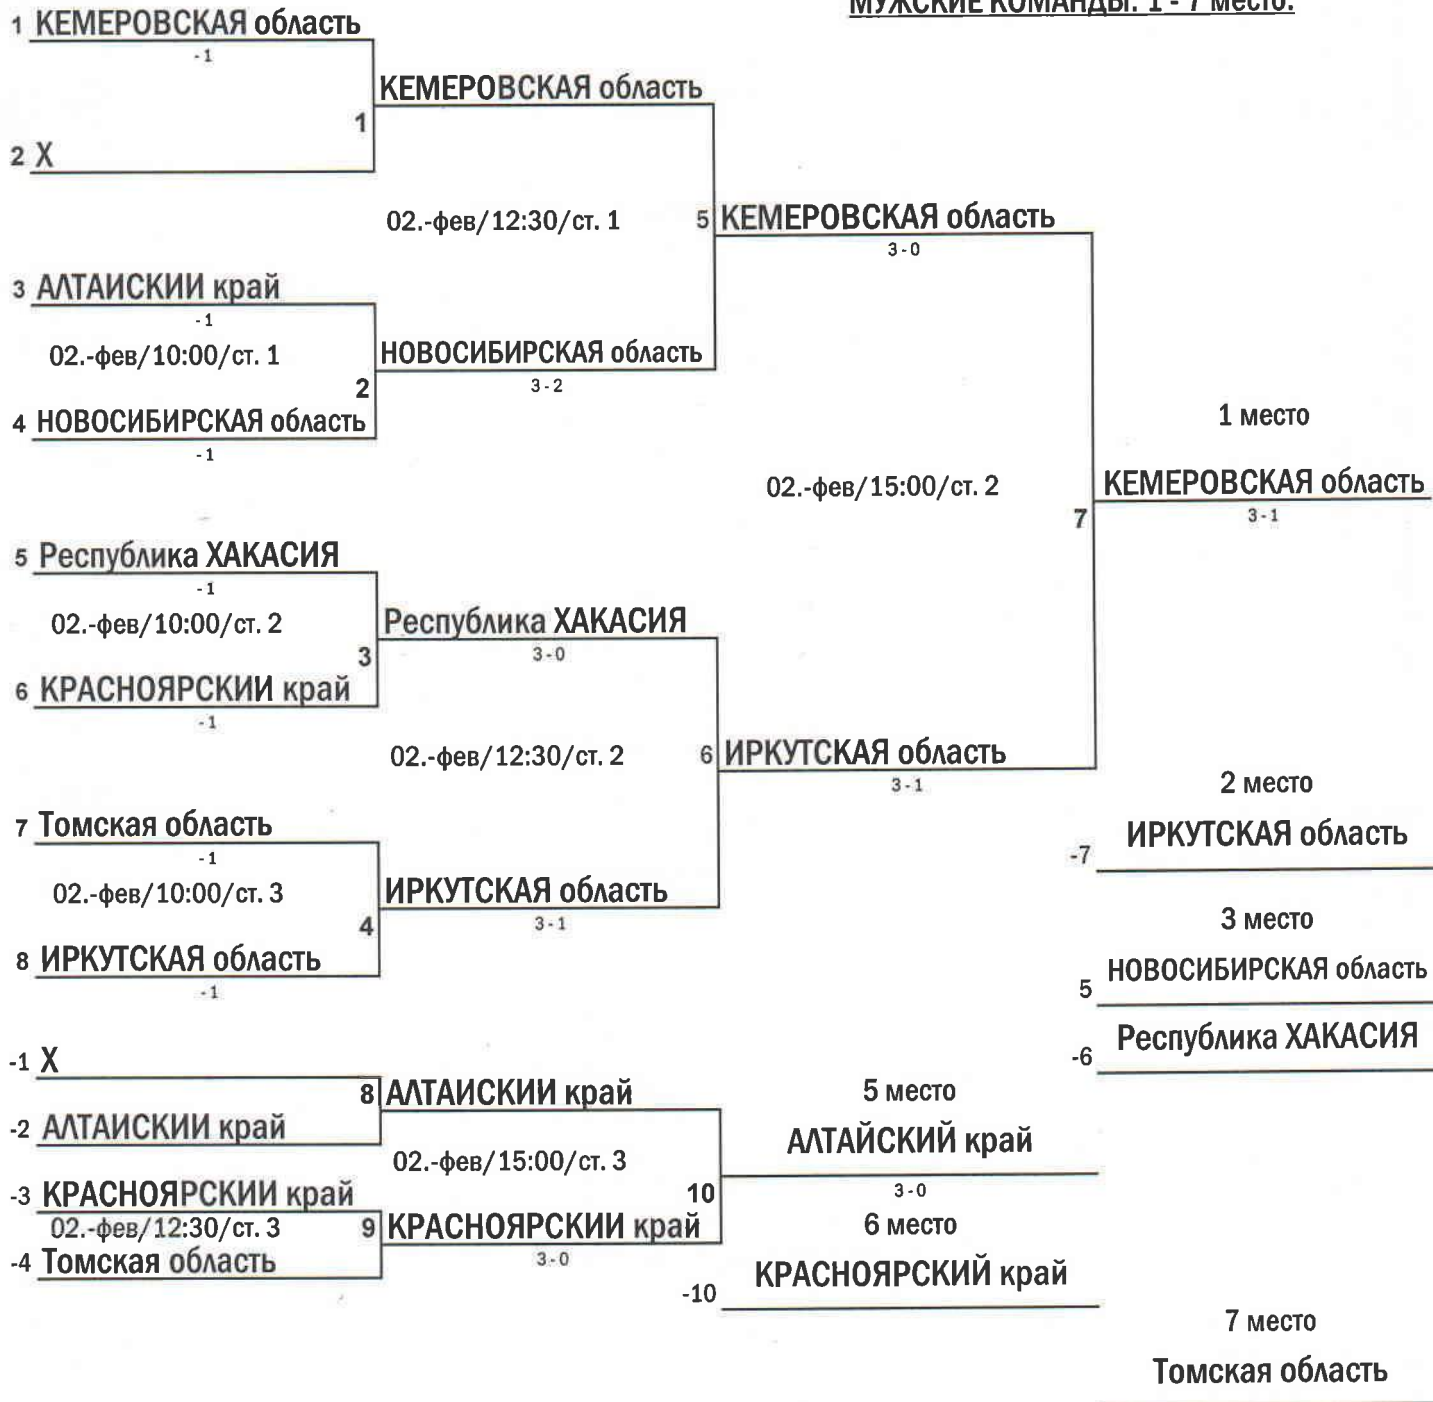 МУЖСКИЕ КОМАНДЫ. 1 - 7 место.
1 КЕМЕРОВСКАЯ область
-1
КЕМЕРОВСКАЯ область
1
2 X
02.-фев/12:30/ст. 1
5 КЕМЕРОВСКАЯ область
3-0
3 АЛТАИСКИИ край
-1
02.-фев/10:00/ст. 1
НОВОСИБИРСКАЯ область
3-2
2
4 НОВОСИБИРСКАЯ область
-1
1 место
02.-фев/15:00/ст. 2
КЕМЕРОВСКАЯ область
3-1
7
5 Республика ХАКАСИЯ
-1
02.-фев/10:00/ст. 2
Республика ХАКАСИЯ
3-0
3
6 КРАСНОЯРСКИИ край
-1
02.-фев/12:30/ст. 2
6 ИРКУТСКАЯ область
3-1
2 место
7 Томская область
-1
-7 ИРКУТСКАЯ область
02.-фев/10:00/ст. 3
ИРКУТСКАЯ область
3-1
4
3 место
8 ИРКУТСКАЯ область
-1
5 НОВОСИБИРСКАЯ область
-6 Республика ХАКАСИЯ
-1 X
8 АЛТАИСКИИ край
5 место
-2 АЛТАИСКИИ край
АЛТАЙСКИЙ край
02.-фев/15:00/ст. 3
-3 КРАСНОЯРСКИИ край
10
3-0
02.-фев/12:30/ст. 3
9 КРАСНОЯРСКИИ край
3-0
6 место
-4 Томская область
-10 КРАСНОЯРСКИЙ край
7 место
Томская область